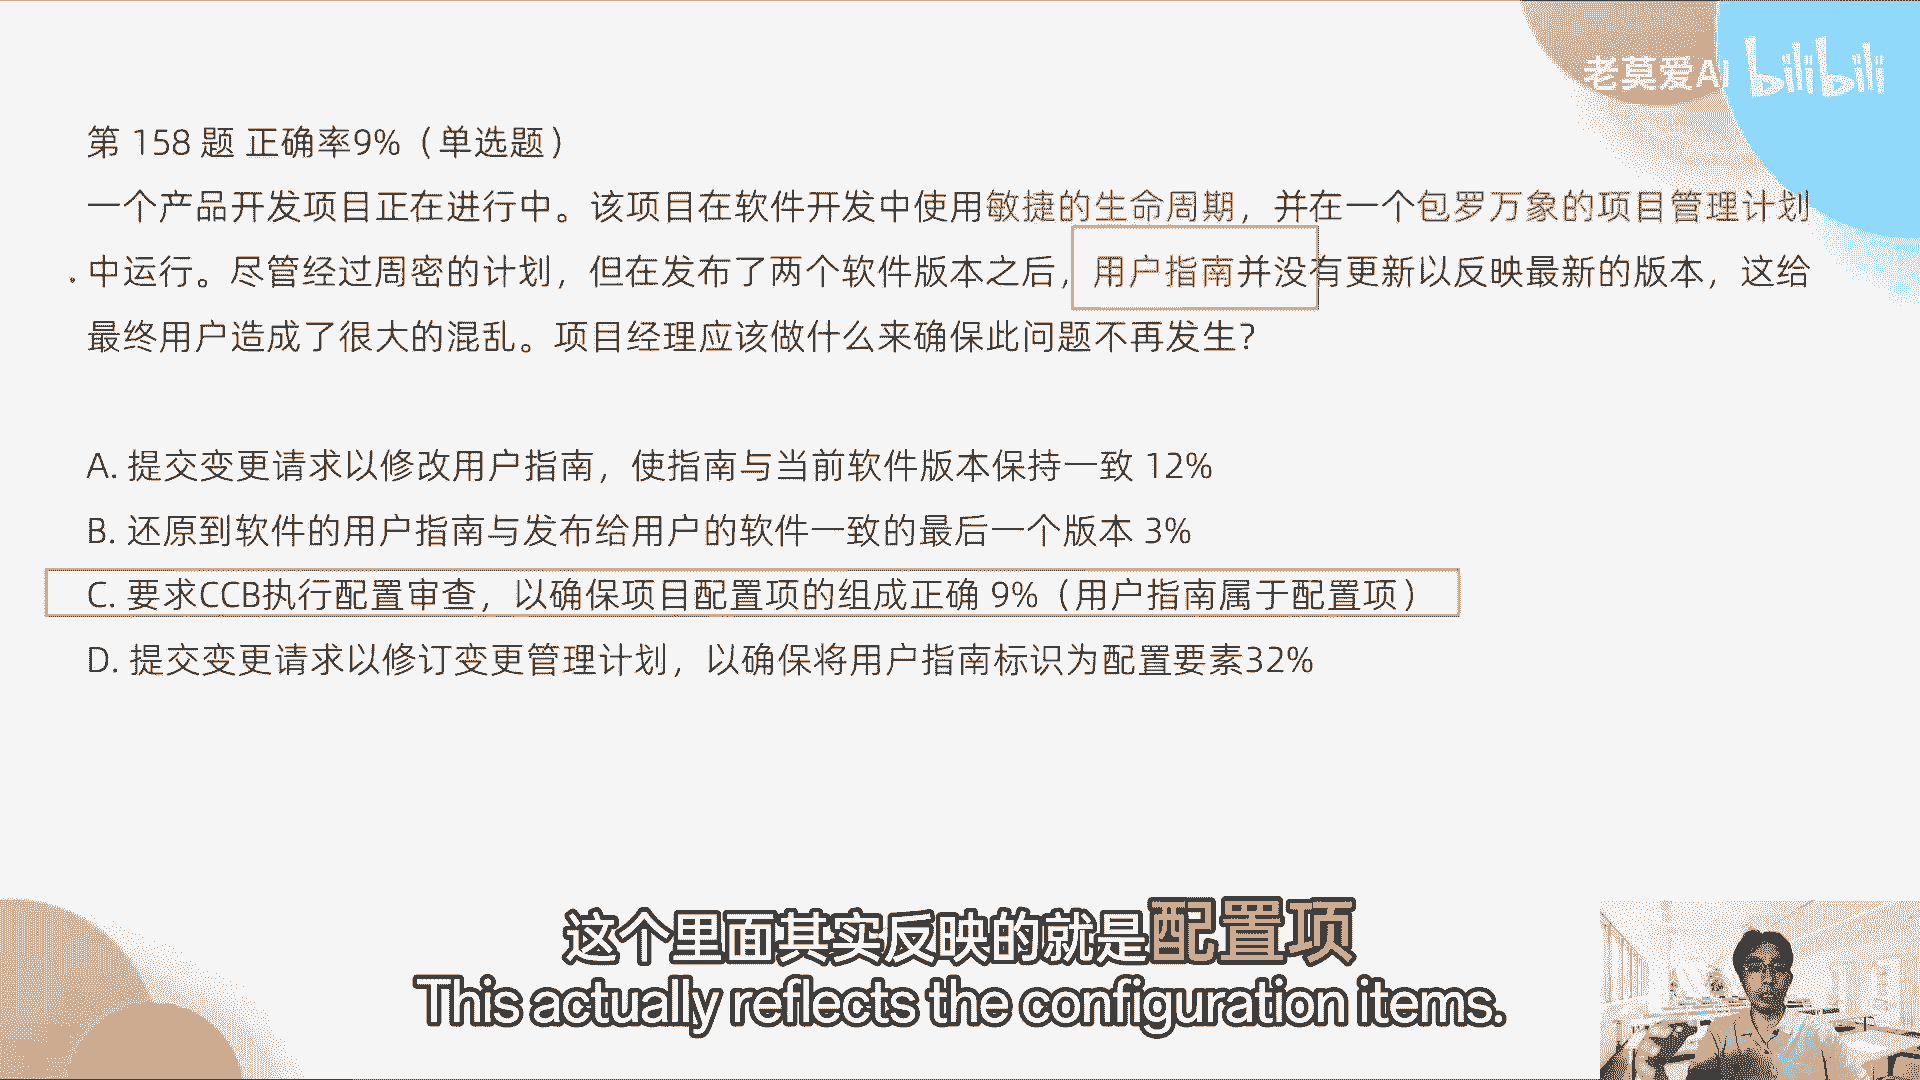 老莫爱AI bilibili
第 158 题 正确率9%（单选题）
一个产品开发项目正在进行中。该项目在软件开发中使用敏捷的生命周期，并在一个包罗万象的项目管理计划
中运行。尽管经过周密的计划，但在发布了两个软件版本之后，用户指南并没有更新以反映最新的版本，这给
最终用户造成了很大的混乱。项目经理应该做什么来确保此问题不再发生？
A. 提交变更请求以修改用户指南，使指南与当前软件版本保持一致 12%
B. 还原到软件的用户指南与发布给用户的软件一致的最后一个版本 3%
C. 要求CCB执行配置审查，以确保项目配置项的组成正确 9%（用户指南属于配置项）
D. 提交变更请求以修订变更管理计划，以确保将用户指南标识为配置要素32%
这个里面其实反映的就是配置项
This actually reflects the configuration items.